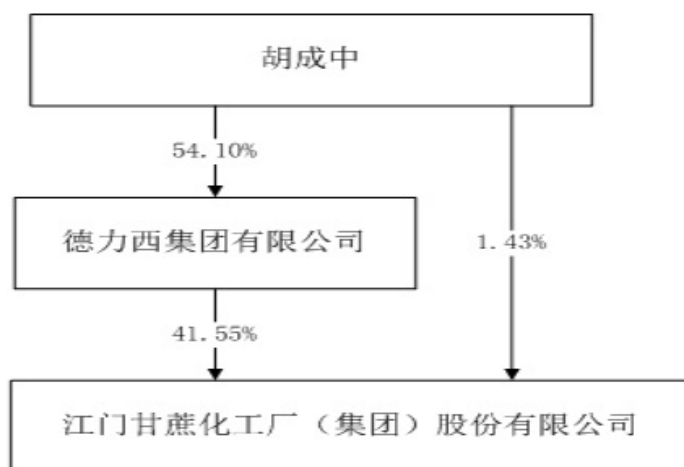 胡成中
54.10%
德力西集团有限公司
1.43%
41.55%
江门甘蔗化工厂（集团）股份有限公司